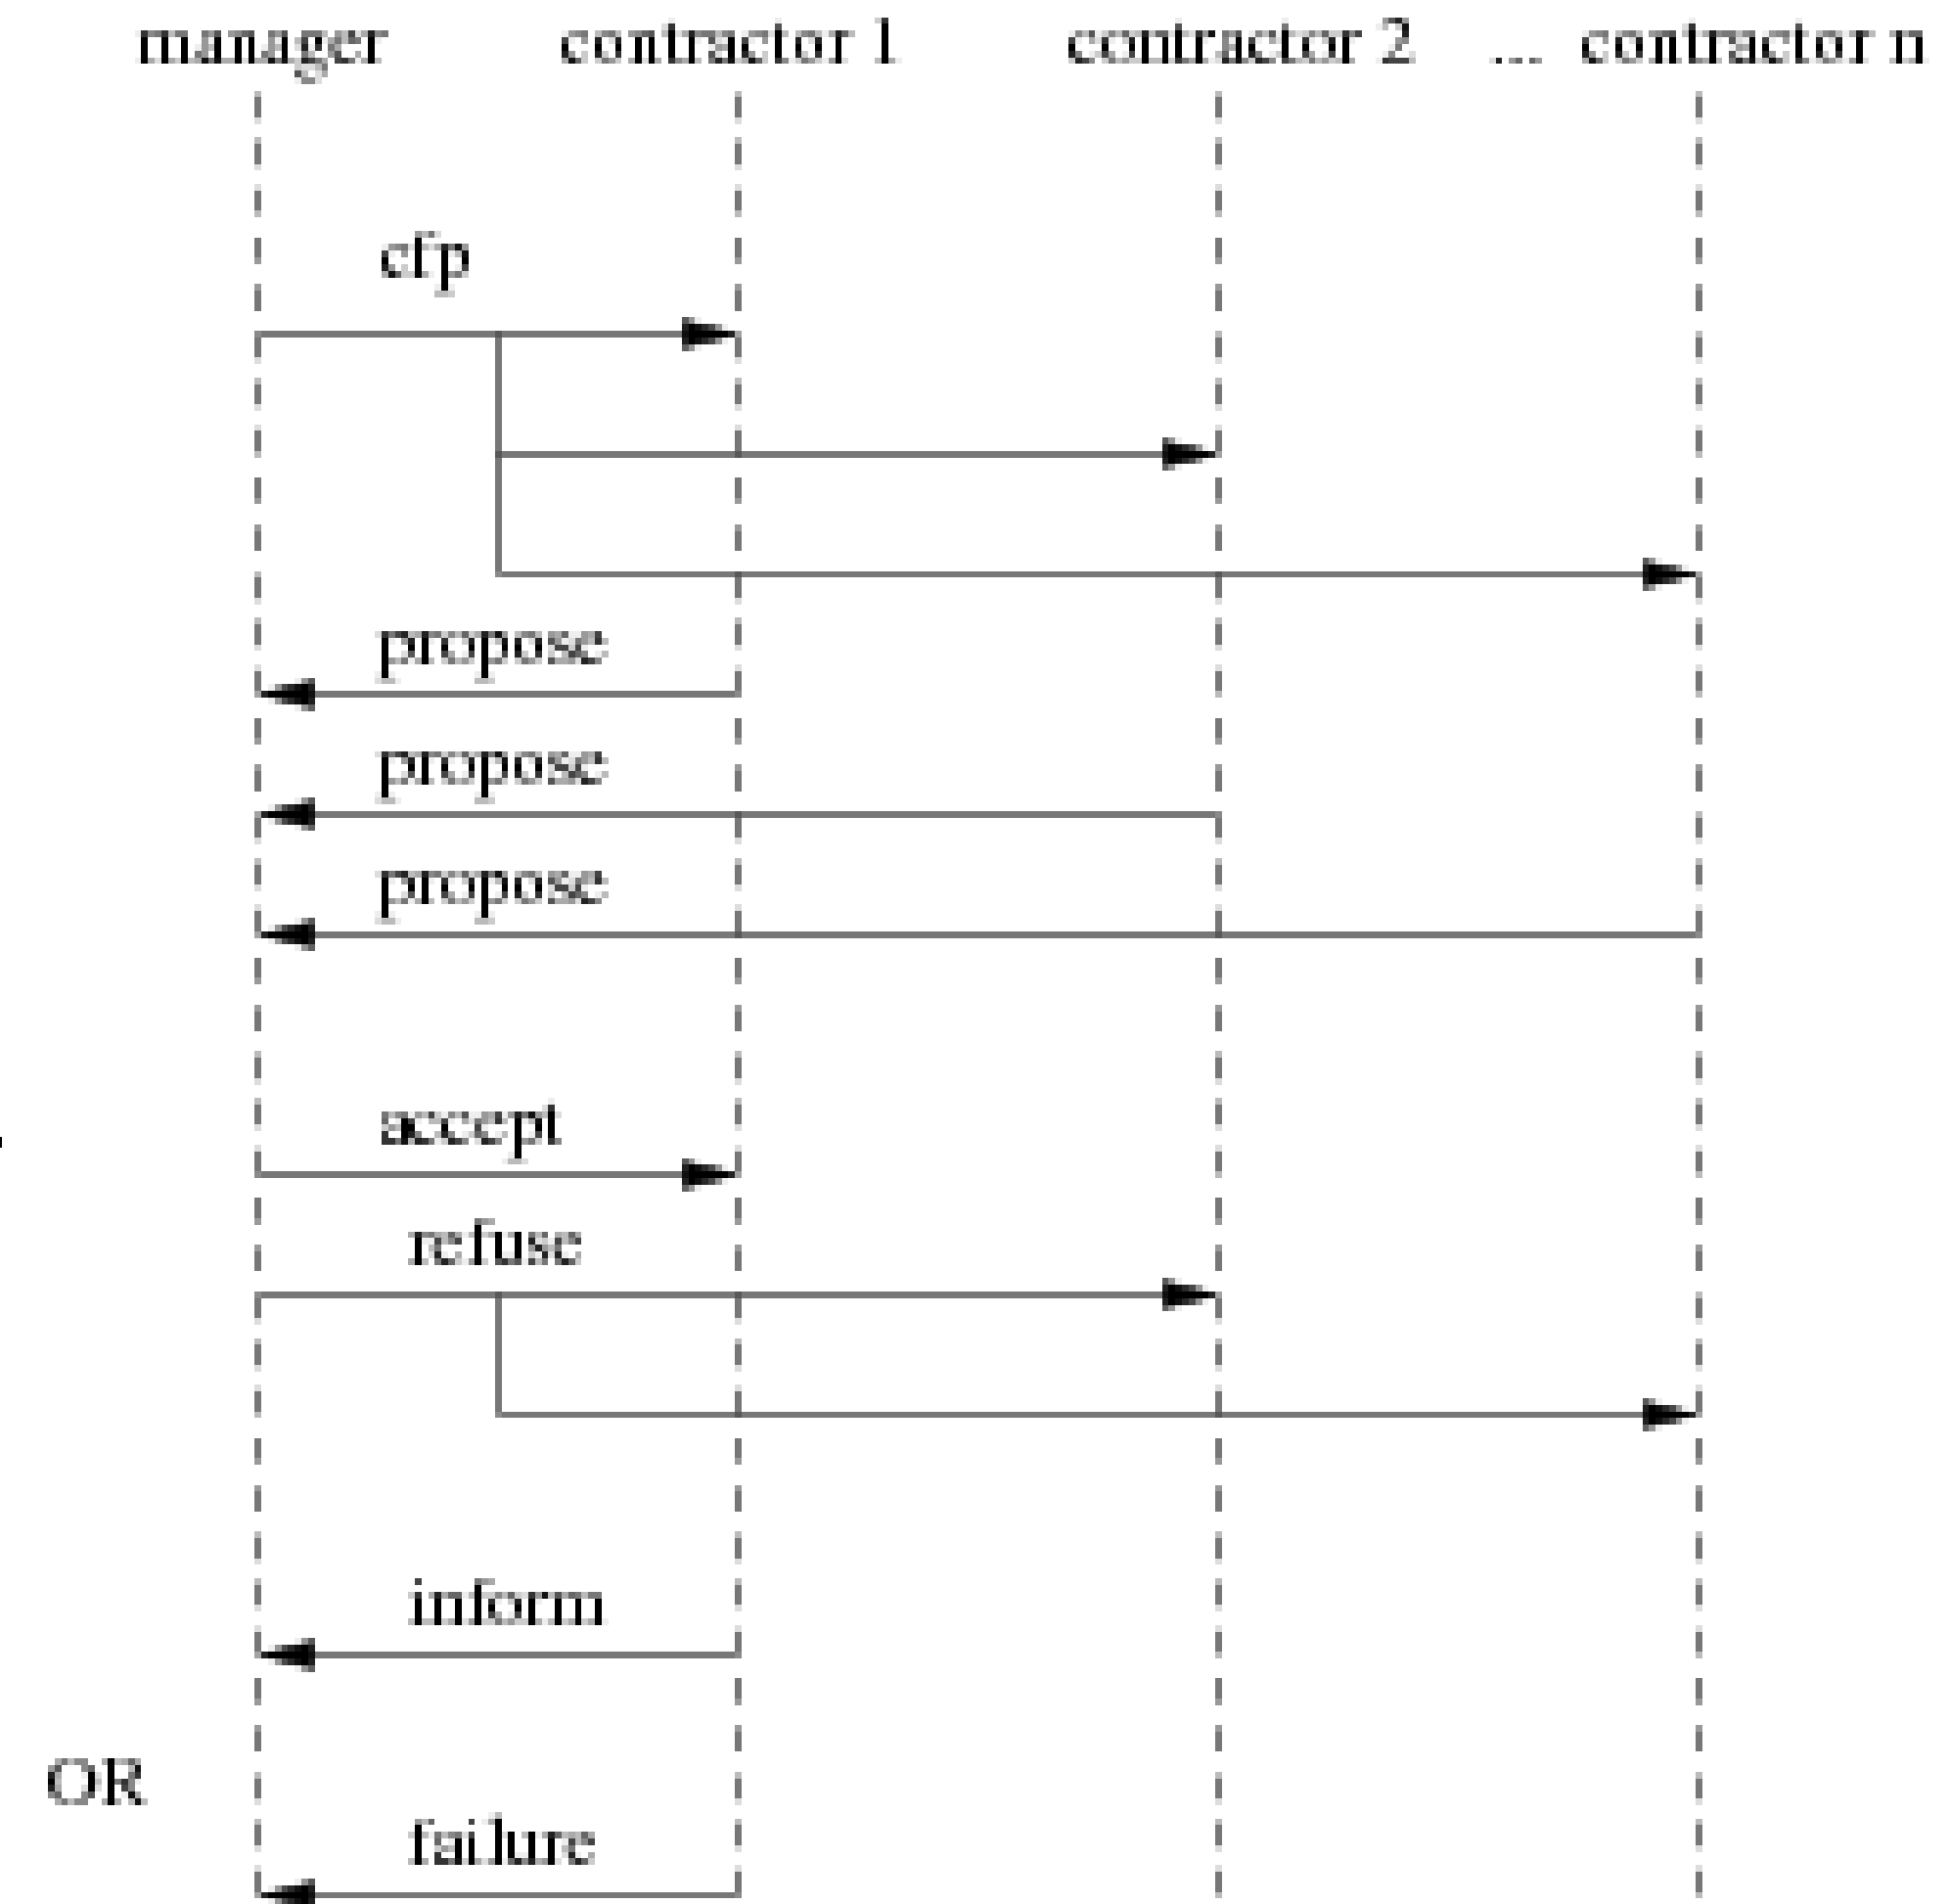 manager contractor 1 contractor 2 ... contractor n
cfp
propose
propose
propose
accept
refuse
inform
OR
failure